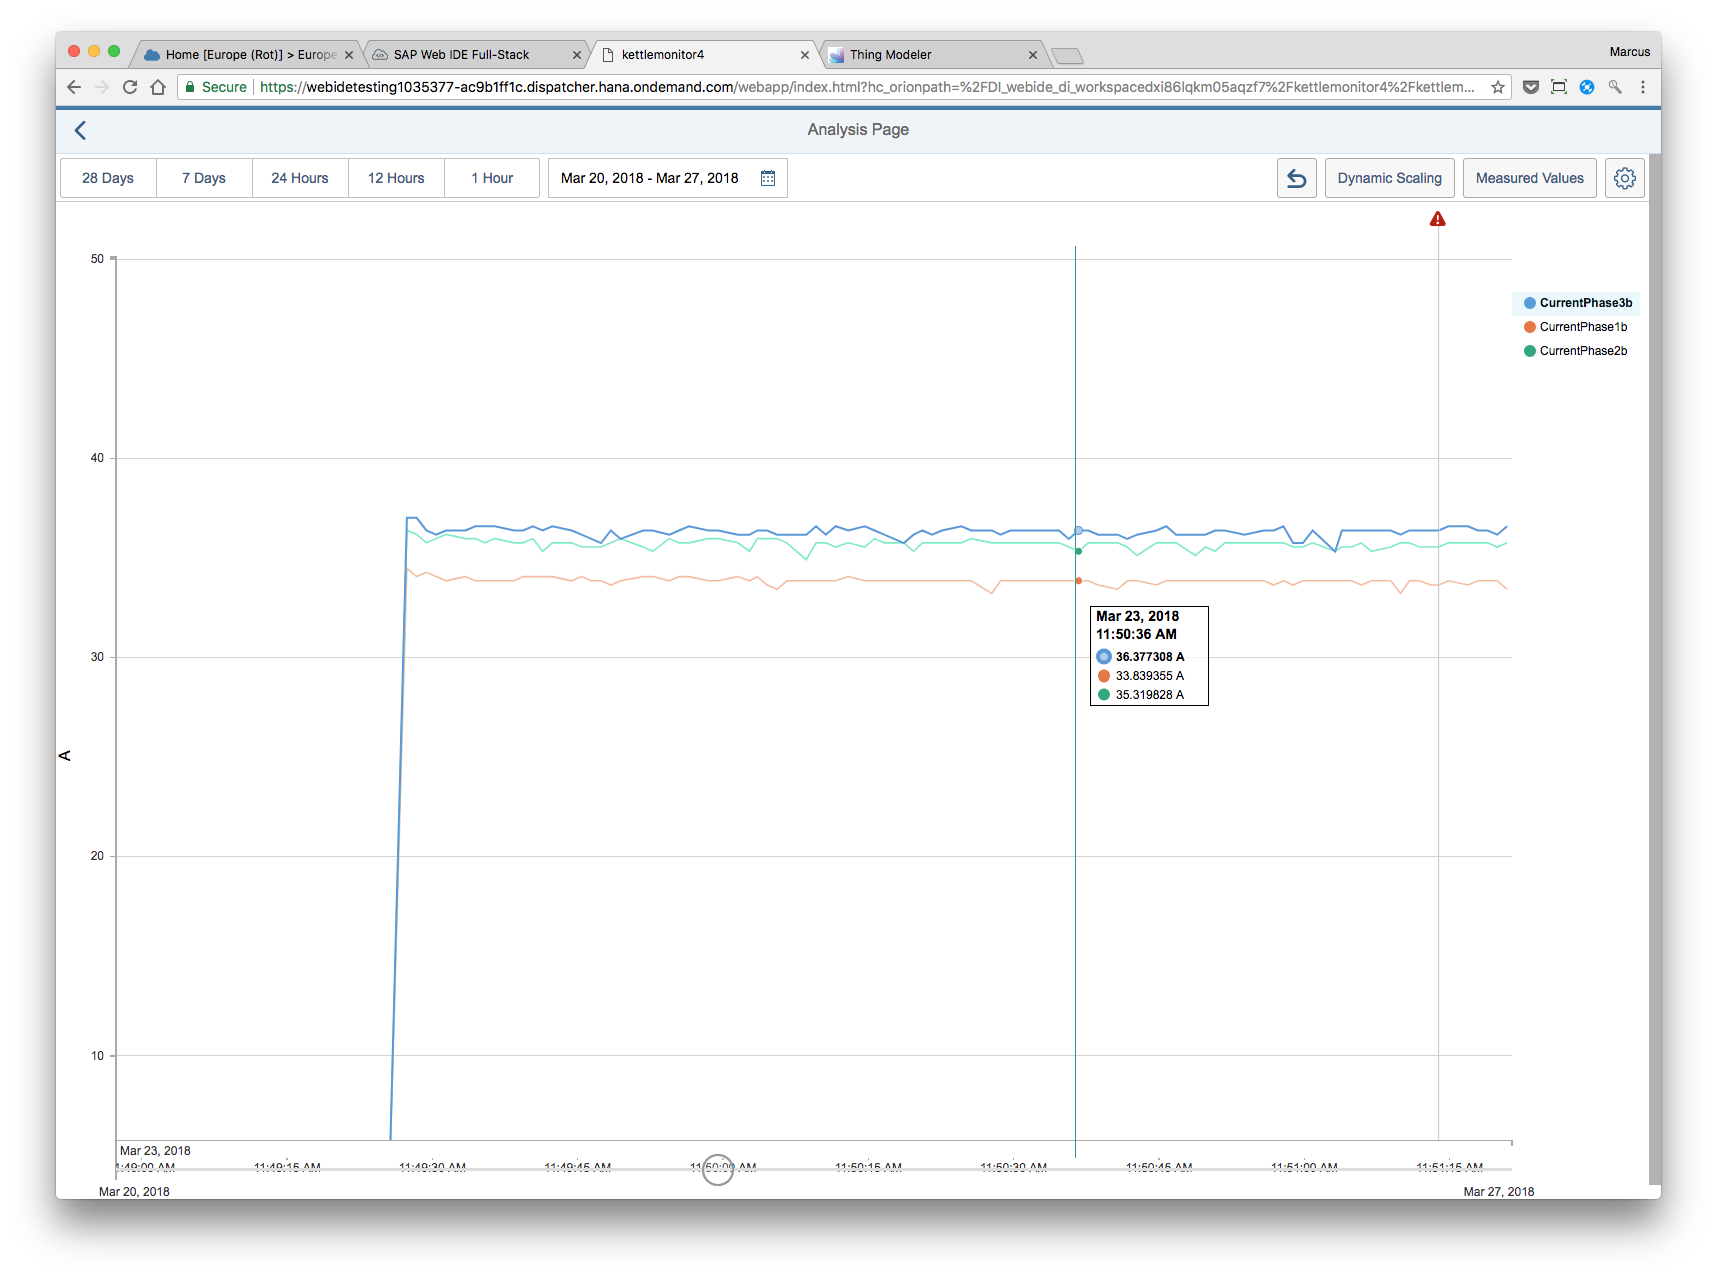 Home [Europe (Rot)] > Europe
SAP Web IDE Full-Stack
kettlemonitor4
Thing Modeler
Marcus
Secure
https://webidetesting1035377-ac9b1ff1c.dispatcher.hana.ondemand.com/webapp/index.html?hc_orionpath=%2FDI_webide_di_workspacedxi86lqkm05aqzf7%2Fkettlemonitor4%2Fkettlem...
Analysis Page
28 Days
7 Days
24 Hours
12 Hours
1 Hour
Mar 20, 2018 - Mar 27, 2018
Dynamic Scaling
Measured Values
50
40
30
20
10
A
CurrentPhase3b
CurrentPhase1b
CurrentPhase2b
Mar 23, 2018
11:50:36 AM
36.377308 A
33.839355 A
35.319828 A
Mar 23, 2018
1:49:00 AM
11:49:15 AM
11:49:30 AM
11:49:45 AM
11:50:00 AM
11:50:15 AM
11:50:30 AM
11:50:45 AM
11:51:00 AM
11:51:15 AM
Mar 20, 2018
Mar 27, 2018